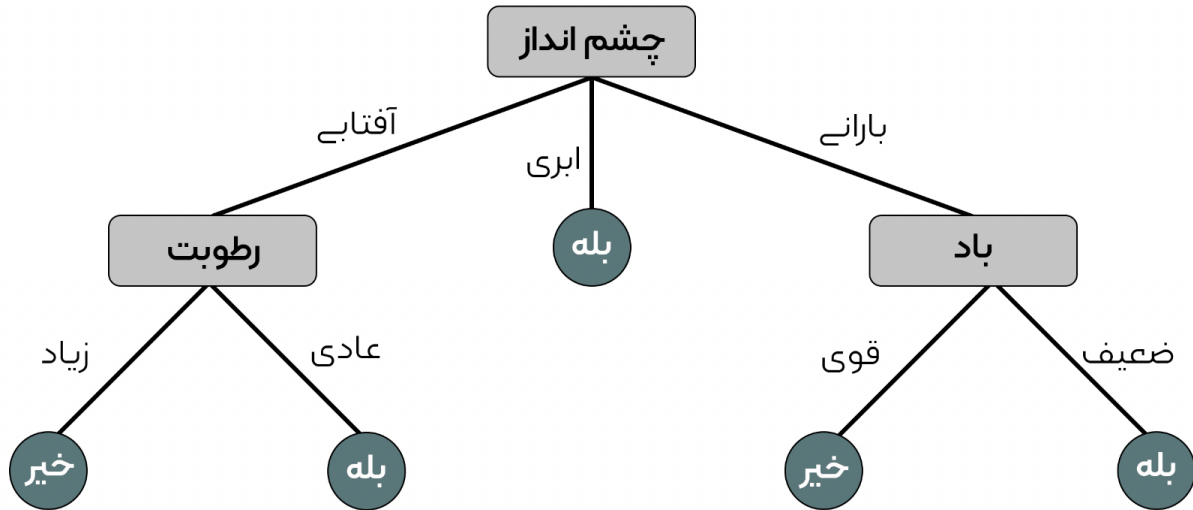 چشم انداز
آفتابی
ابری
بارانی
رطوبت
بله
باد
زیاد
عادی
قوی
ضعیف
خیر
بله
خیر
بله